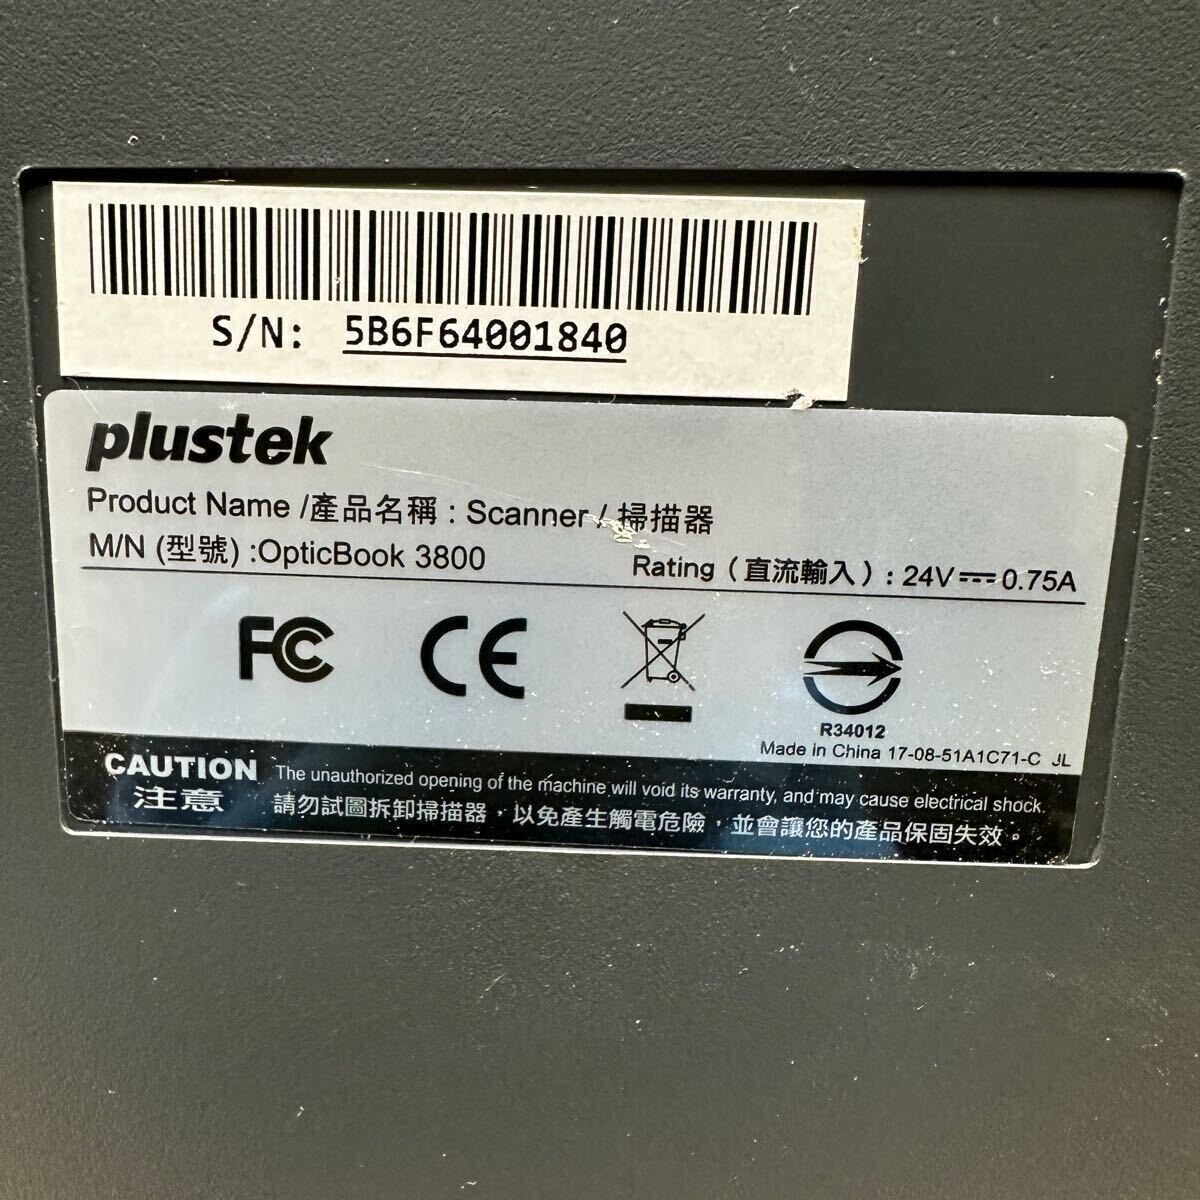 S/N: 5B6F64001840
plustek
Product Name /產品名稱 : Scanner / 掃描器
M/N (型號) :OpticBook 3800
Rating (直流輸入) : 24V⎓0.75A
FC CE
R34012
Made in China 17-08-51A1C71-C JL
CAUTION The unauthorized opening of the machine will void its warranty, and may cause electrical shock.
注意 請勿試圖拆卸掃描器，以免產生觸電危險，並會讓您的產品保固失效。